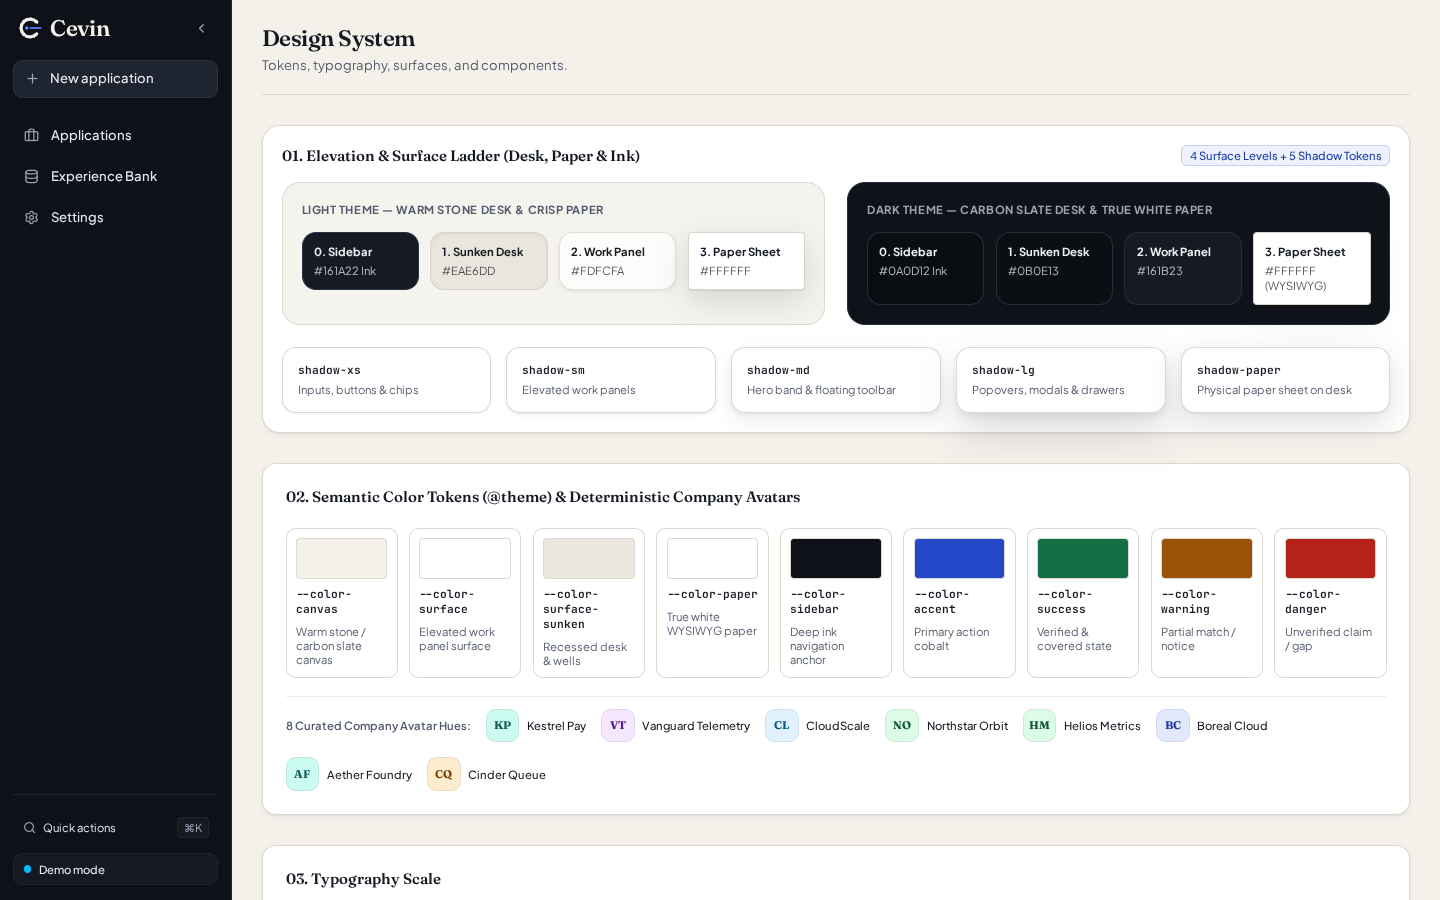 Cevin
New application
Applications
Experience Bank
Settings
Quick actions ⌘K
Demo mode
Design System
Tokens, typography, surfaces, and components.
01. Elevation & Surface Ladder (Desk, Paper & Ink)
4 Surface Levels + 5 Shadow Tokens
LIGHT THEME — WARM STONE DESK & CRISP PAPER
0. Sidebar
#161A22 Ink
1. Sunken Desk
#EAE6DD
2. Work Panel
#FDFCFA
3. Paper Sheet
#FFFFFF
DARK THEME — CARBON SLATE DESK & TRUE WHITE PAPER
0. Sidebar
#0A0D12 Ink
1. Sunken Desk
#0B0E13
2. Work Panel
#161B23
3. Paper Sheet
#FFFFFF
(WYSIWYG)
shadow-xs
Inputs, buttons & chips
shadow-sm
Elevated work panels
shadow-md
Hero band & floating toolbar
shadow-lg
Popovers, modals & drawers
shadow-paper
Physical paper sheet on desk
02. Semantic Color Tokens (@theme) & Deterministic Company Avatars
--color-
canvas
Warm stone /
carbon slate
canvas
--color-
surface
Elevated work
panel surface
--color-
surface-
sunken
Recessed desk
& wells
--color-paper
True white
WYSIWYG paper
--color-
sidebar
Deep ink
navigation
anchor
--color-
accent
Primary action
cobalt
--color-
success
Verified &
covered state
--color-
warning
Partial match /
notice
--color-
danger
Unverified claim
/ gap
8 Curated Company Avatar Hues:
KP Kestrel Pay
VT Vanguard Telemetry
CL CloudScale
NO Northstar Orbit
HM Helios Metrics
BC Boreal Cloud
AF Aether Foundry
CQ Cinder Queue
03. Typography Scale